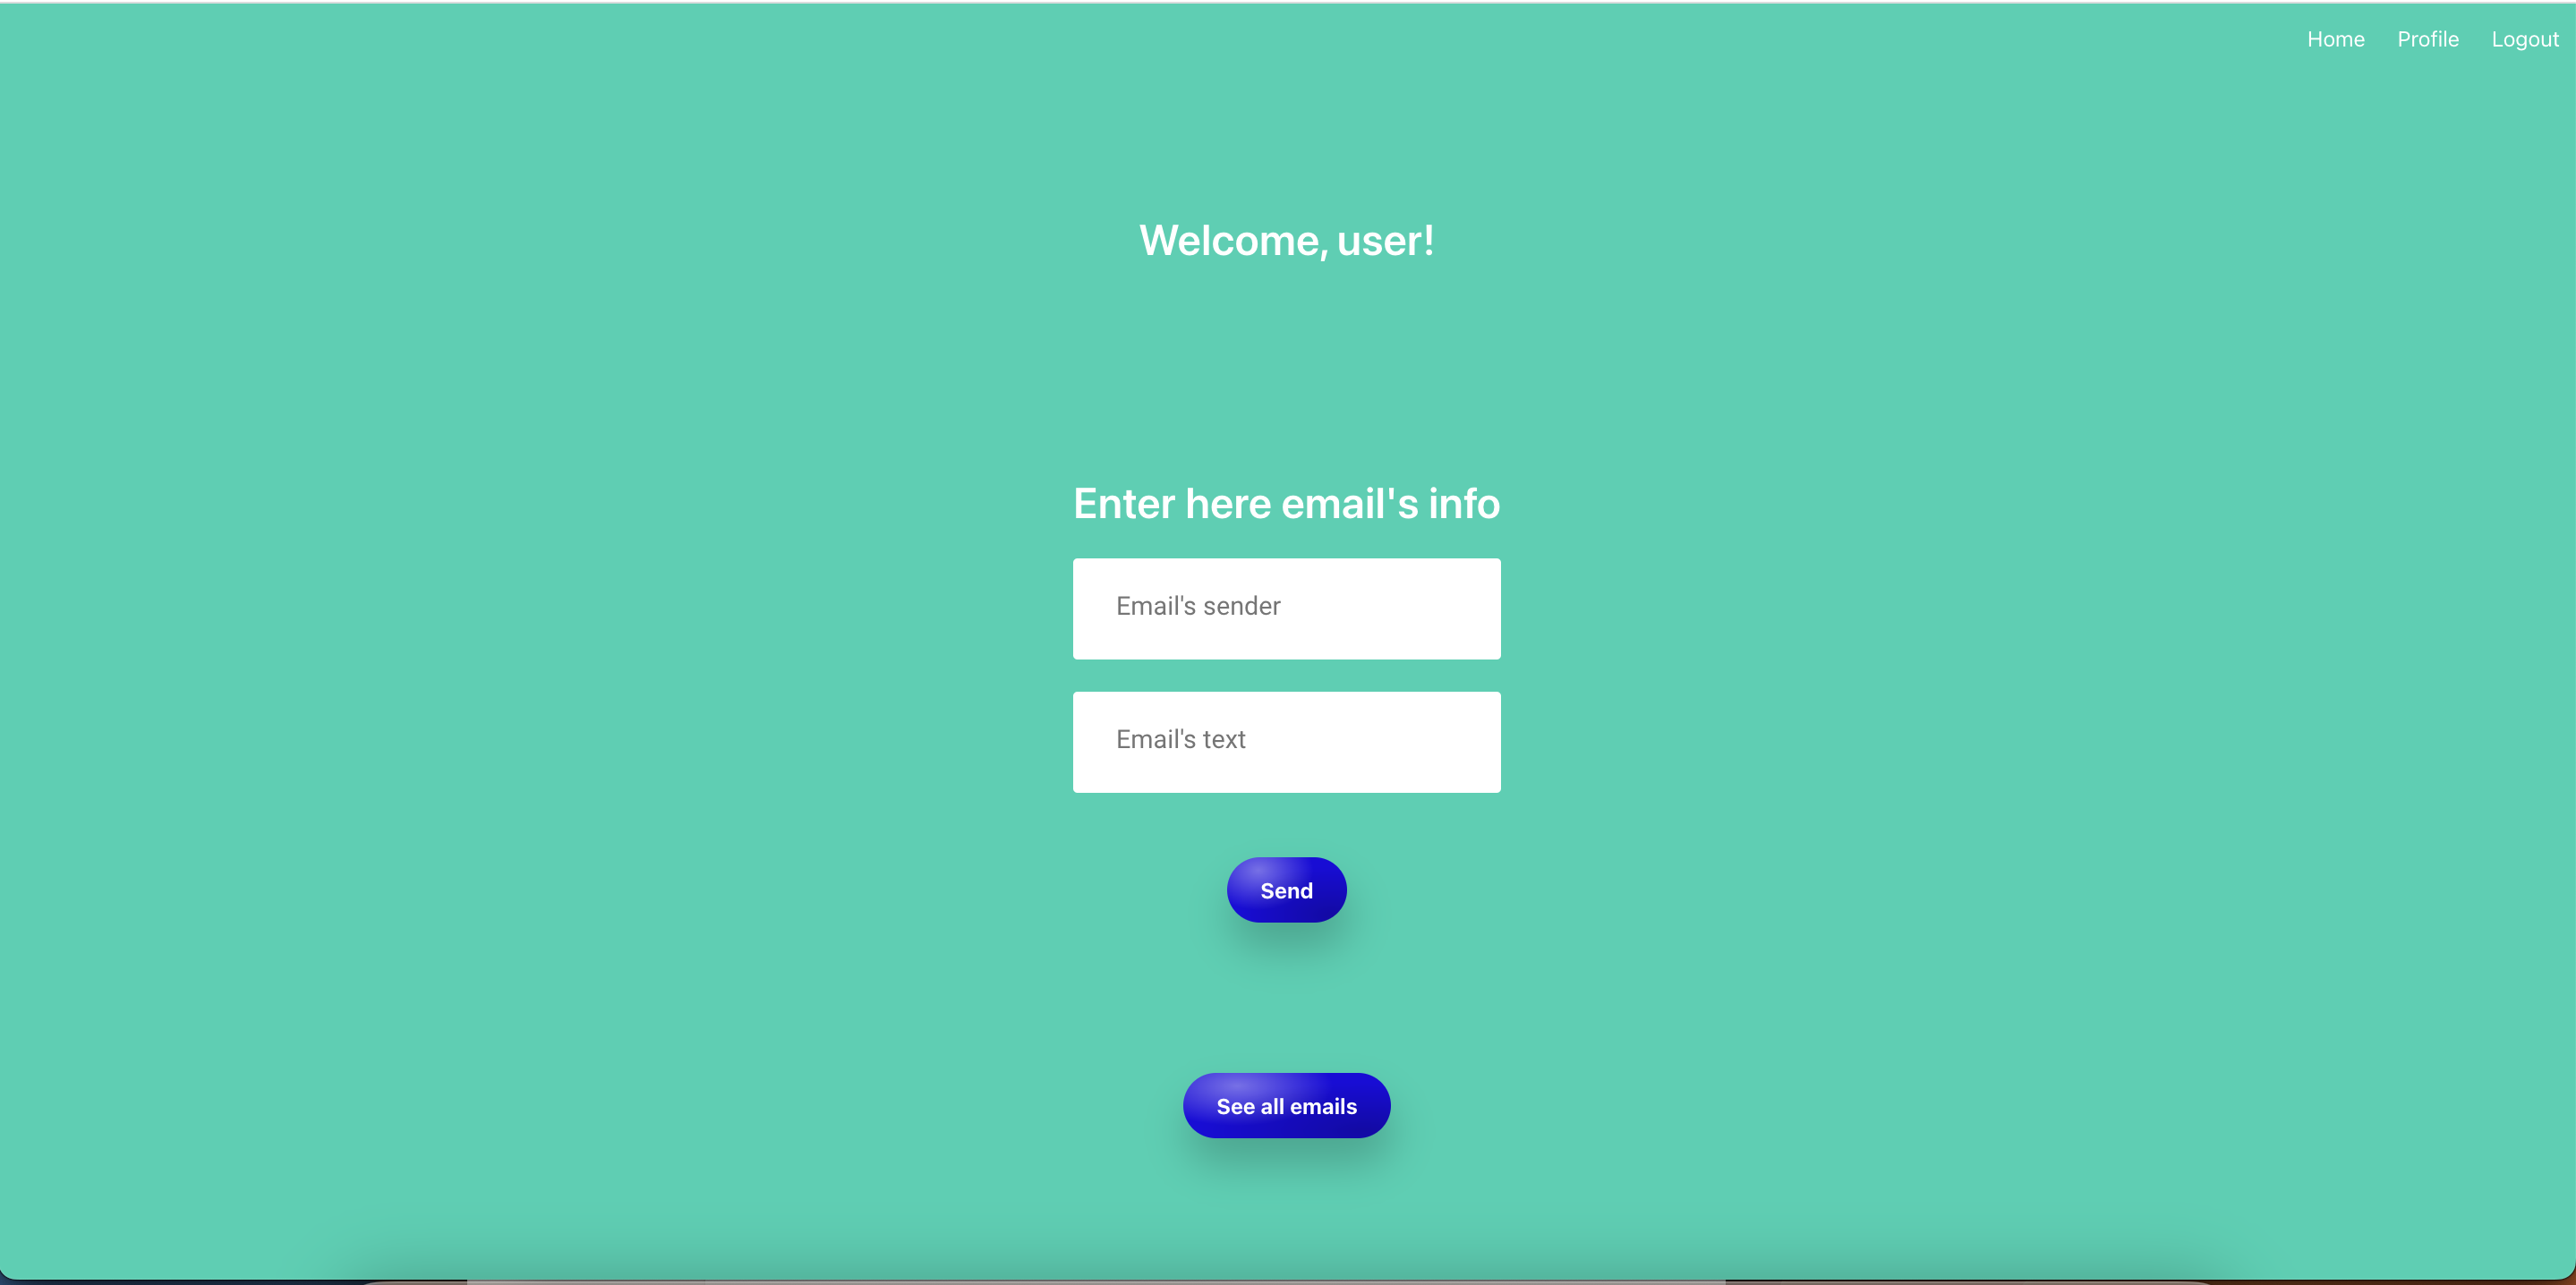 Home Profile Logout
Welcome, user!
Enter here email's info
Email's sender
Email's text
Send
See all emails